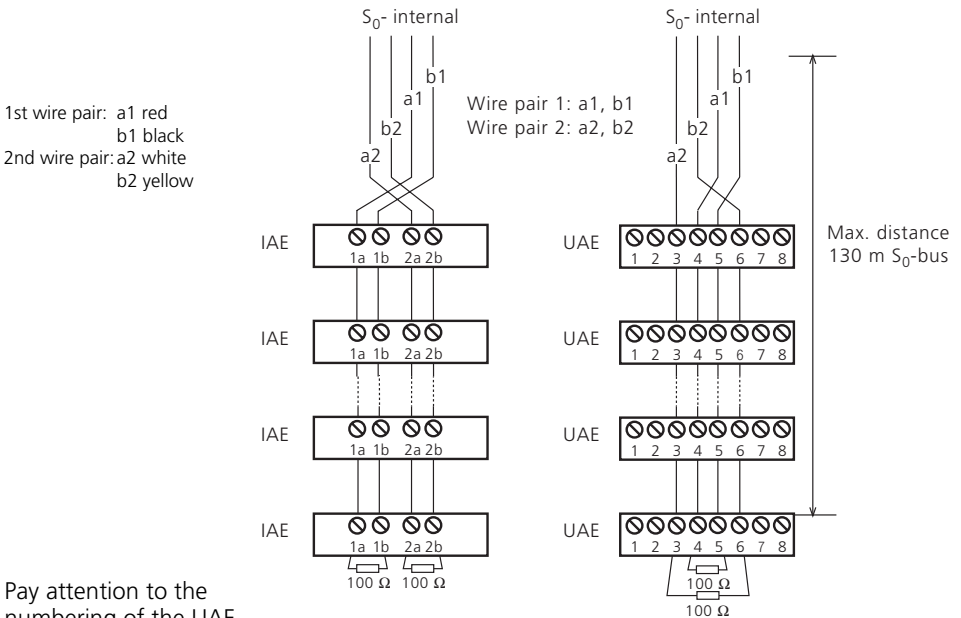 S0- internal
S0- internal
1st wire pair: a1 red
b1 black
2nd wire pair: a2 white
b2 yellow
b1
a1
b2
a2
Wire pair 1: a1, b1
Wire pair 2: a2, b2
b1
a1
b2
a2
Max. distance
130 m S0-bus
IAE
1a 1b 2a 2b
UAE
1 2 3 4 5 6 7 8
IAE
1a 1b 2a 2b
UAE
1 2 3 4 5 6 7 8
IAE
1a 1b 2a 2b
UAE
1 2 3 4 5 6 7 8
IAE
1a 1b 2a 2b
UAE
1 2 3 4 5 6 7 8
100 Ω 100 Ω
100 Ω
100 Ω
Pay attention to the
numbering of the UAE